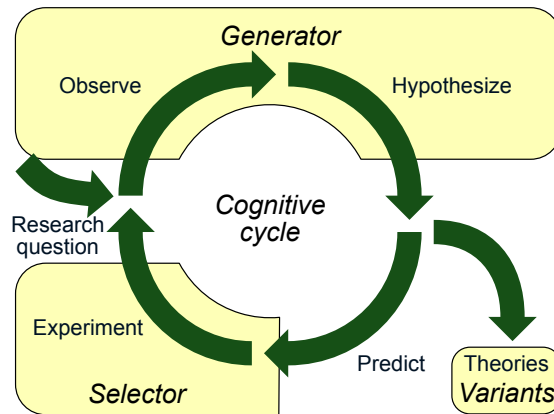 Generator
Observe
Hypothesize
Cognitive
cycle
Research
question
Experiment
Predict
Selector
Theories
Variants